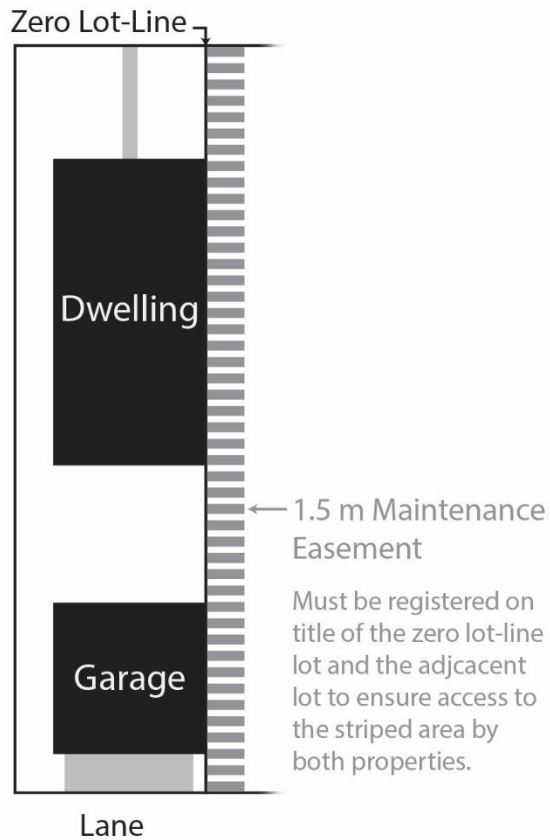 Zero Lot-Line
Dwelling
1.5 m Maintenance
Easement
Must be registered on
title of the zero lot-line
lot and the adjcacent
lot to ensure access to
the striped area by
both properties.
Garage
Lane